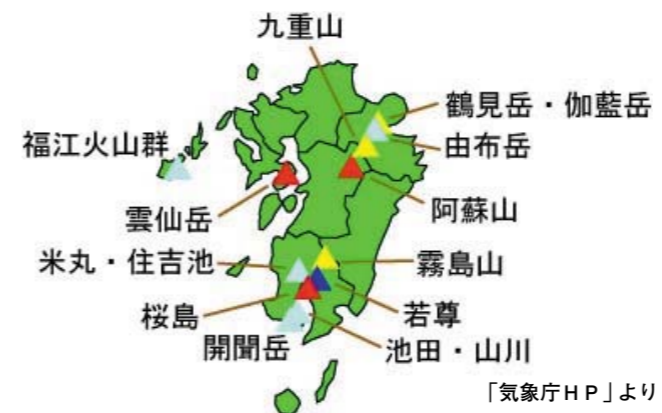 九重山
鶴見岳・伽藍岳
福江火山群
由布岳
雲仙岳
阿蘇山
米丸・住吉池
霧島山
桜島
若尊
開聞岳
池田・山川
「気象庁ＨＰ」より